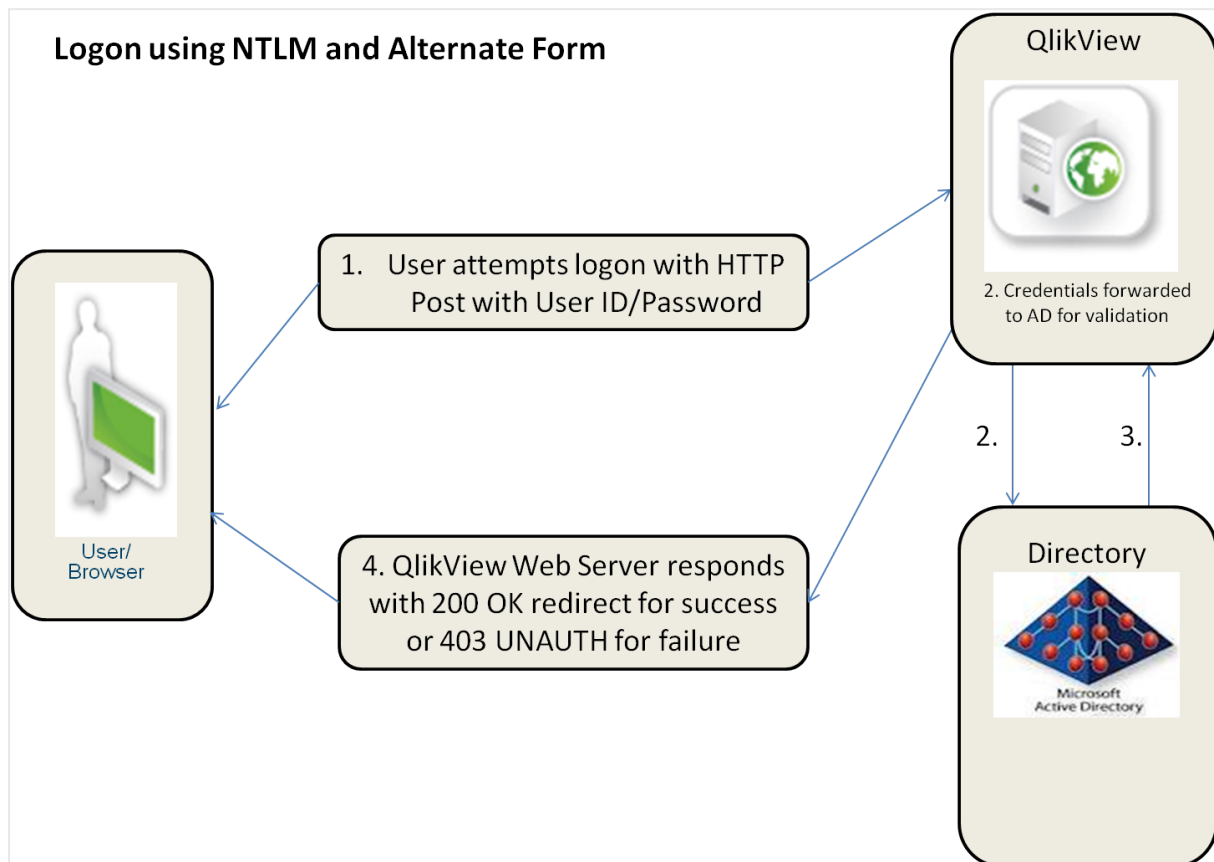 Logon using NTLM and Alternate Form
QlikView
1. User attempts logon with HTTP
Post with User ID/Password
2. Credentials forwarded
to AD for validation
User/
Browser
2.
3.
4. QlikView Web Server responds
with 200 OK redirect for success
or 403 UNAUTH for failure
Directory
Microsoft
Active Directory